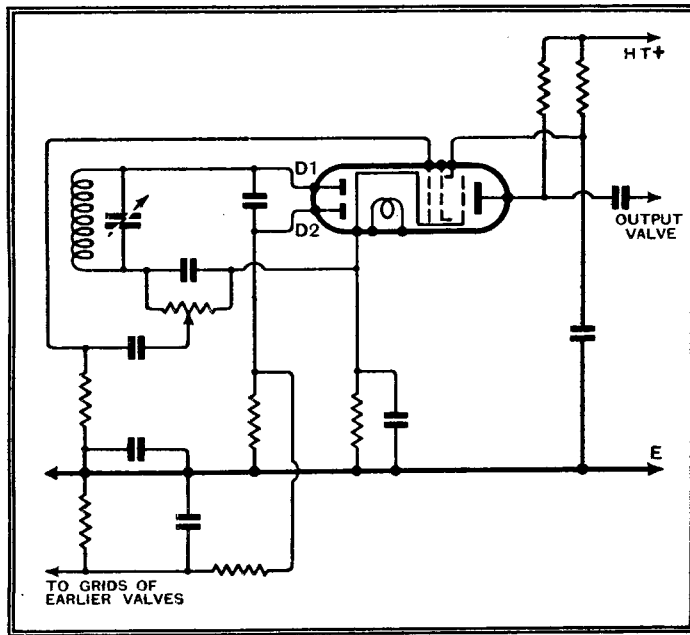 HT+
D1
D2
OUTPUT
VALVE
E
TO GRIDS OF
EARLIER VALVES